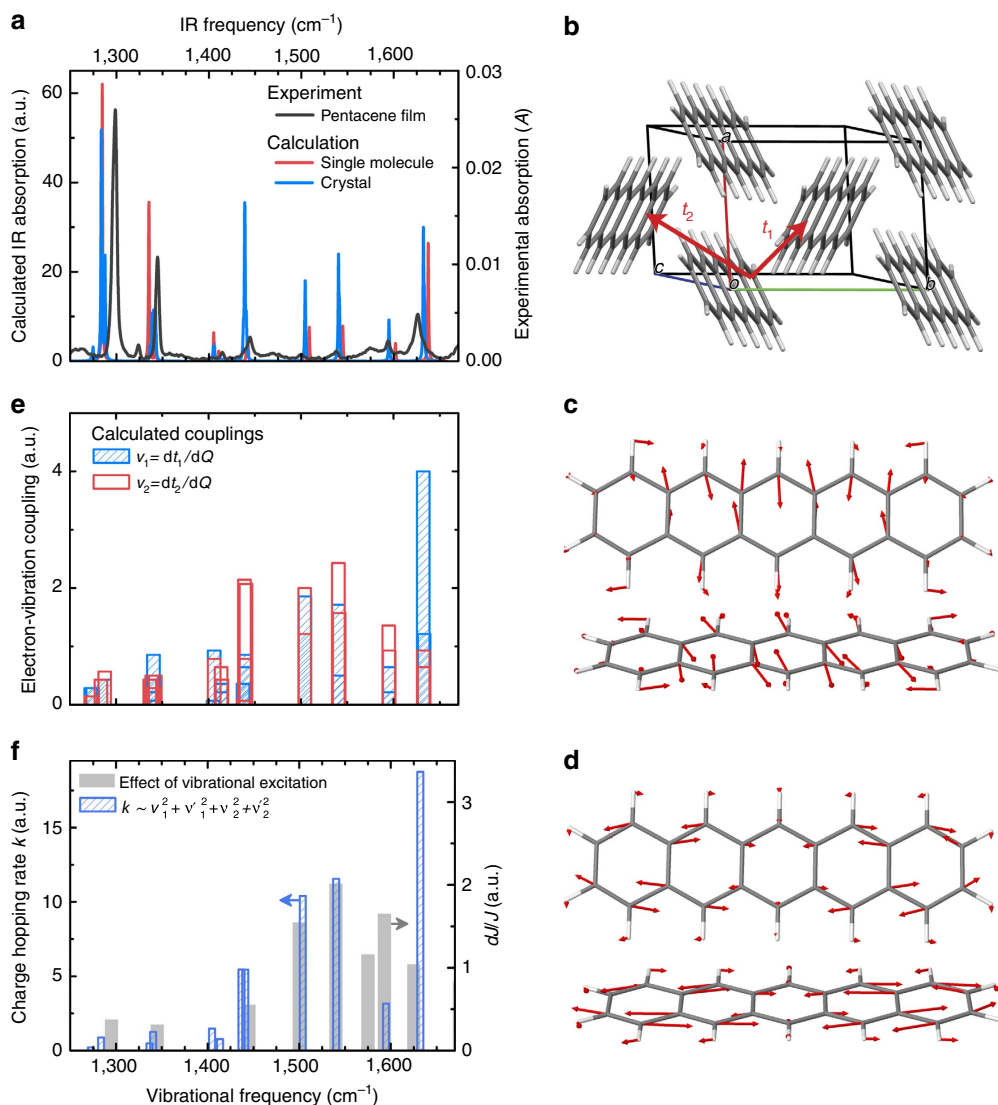 a
IR frequency (cm⁻¹)
1,300 1,400 1,500 1,600
Calculated IR absorption (a.u.)
60
40
20
0
Experiment
Pentacene film
Calculation
Single molecule
Crystal
0.03
0.02
0.01
0.00
Experimental absorption (A)
b
a
t₂
t₁
c
o
b
e
Electron-vibration coupling (a.u.)
4
2
0
Calculated couplings
v₁= dt₁/dQ
v₂=dt₂/dQ
c
f
Charge hopping rate k (a.u.)
15
10
5
0
Effect of vibrational excitation
k ~ v₁² + v′₁² + v₂² + v′₂²
3
2
1
0
dJ/J (a.u.)
1,300 1,400 1,500 1,600
Vibrational frequency (cm⁻¹)
d